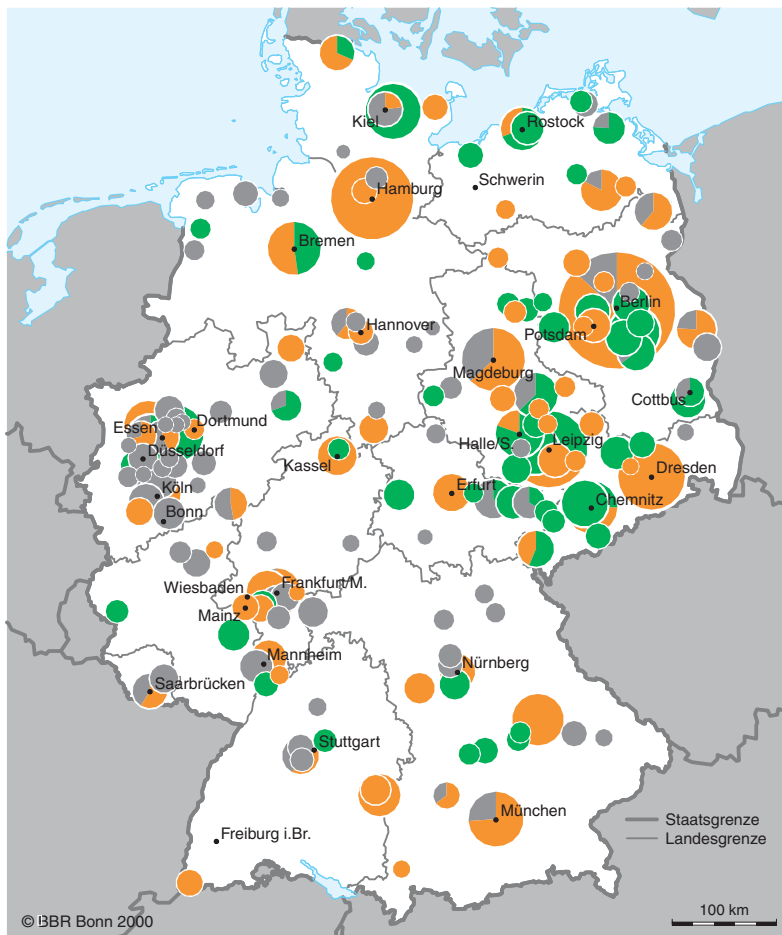 Kiel
Rostock
Hamburg
Schwerin
Bremen
Berlin
Hannover
Potsdam
Magdeburg
Cottbus
Essen
Dortmund
Halle/S.
Leipzig
Düsseldorf
Kassel
Dresden
Köln
Erfurt
Chemnitz
Bonn
Wiesbaden
Frankfurt/M.
Mainz
Mannheim
Nürnberg
Saarbrücken
Stuttgart
München
Staatsgrenze
Freiburg i.Br.
Landesgrenze
© BBR Bonn 2000
100 km